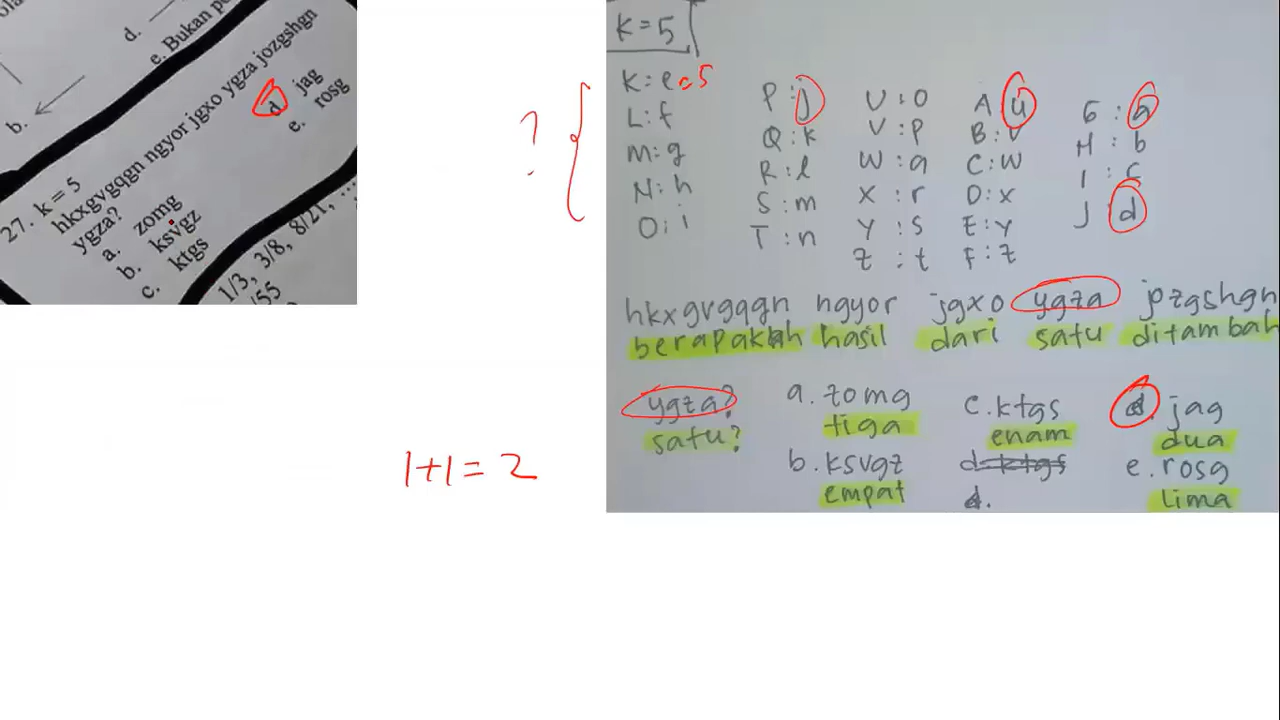 d.
e. Bukan
b.
27. k = 5
hkxgvgqgn ngyor jgxo ygza jozgshgn
ygza?
a. zomg
b. ksvgz
c. ktgs
d jag
e. rosg
1/3, 3/8, 8/21, ...
/55
?
1+1=2
K=5
K:e=5
L:f
M:g
N:h
O:i
P:j
Q:k
R:l
S:m
T:n
U:O
V:p
W:q
X:r
Y:s
Z:t
A u
B:v
C:W
D:x
E:y
F:z
G:a
H:b
I:c
J:d
hkxgvgqgn ngyor jgxo ygza jozgshgn
berapakah hasil dari satu ditambah
ygza? a. zomg c. ktgs d. jag
satu? tiga enam dua
b. ksvgz d ktgs e. rosg
empat d. lima